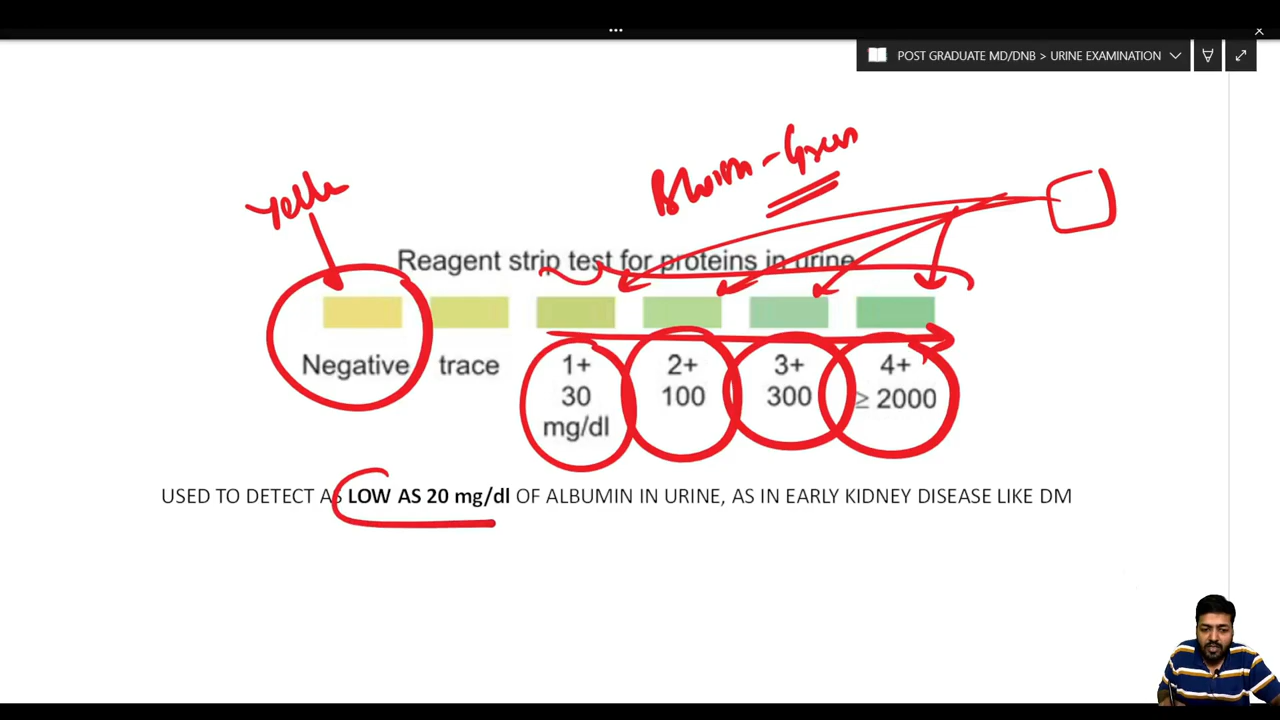 POST GRADUATE MD/DNB > URINE EXAMINATION
Bluish - Green
Yellow
Reagent strip test for proteins in urine
Negative trace 1+ 2+ 3+ 4+
30 100 300 ≥ 2000
mg/dl
USED TO DETECT AS LOW AS 20 mg/dl OF ALBUMIN IN URINE, AS IN EARLY KIDNEY DISEASE LIKE DM